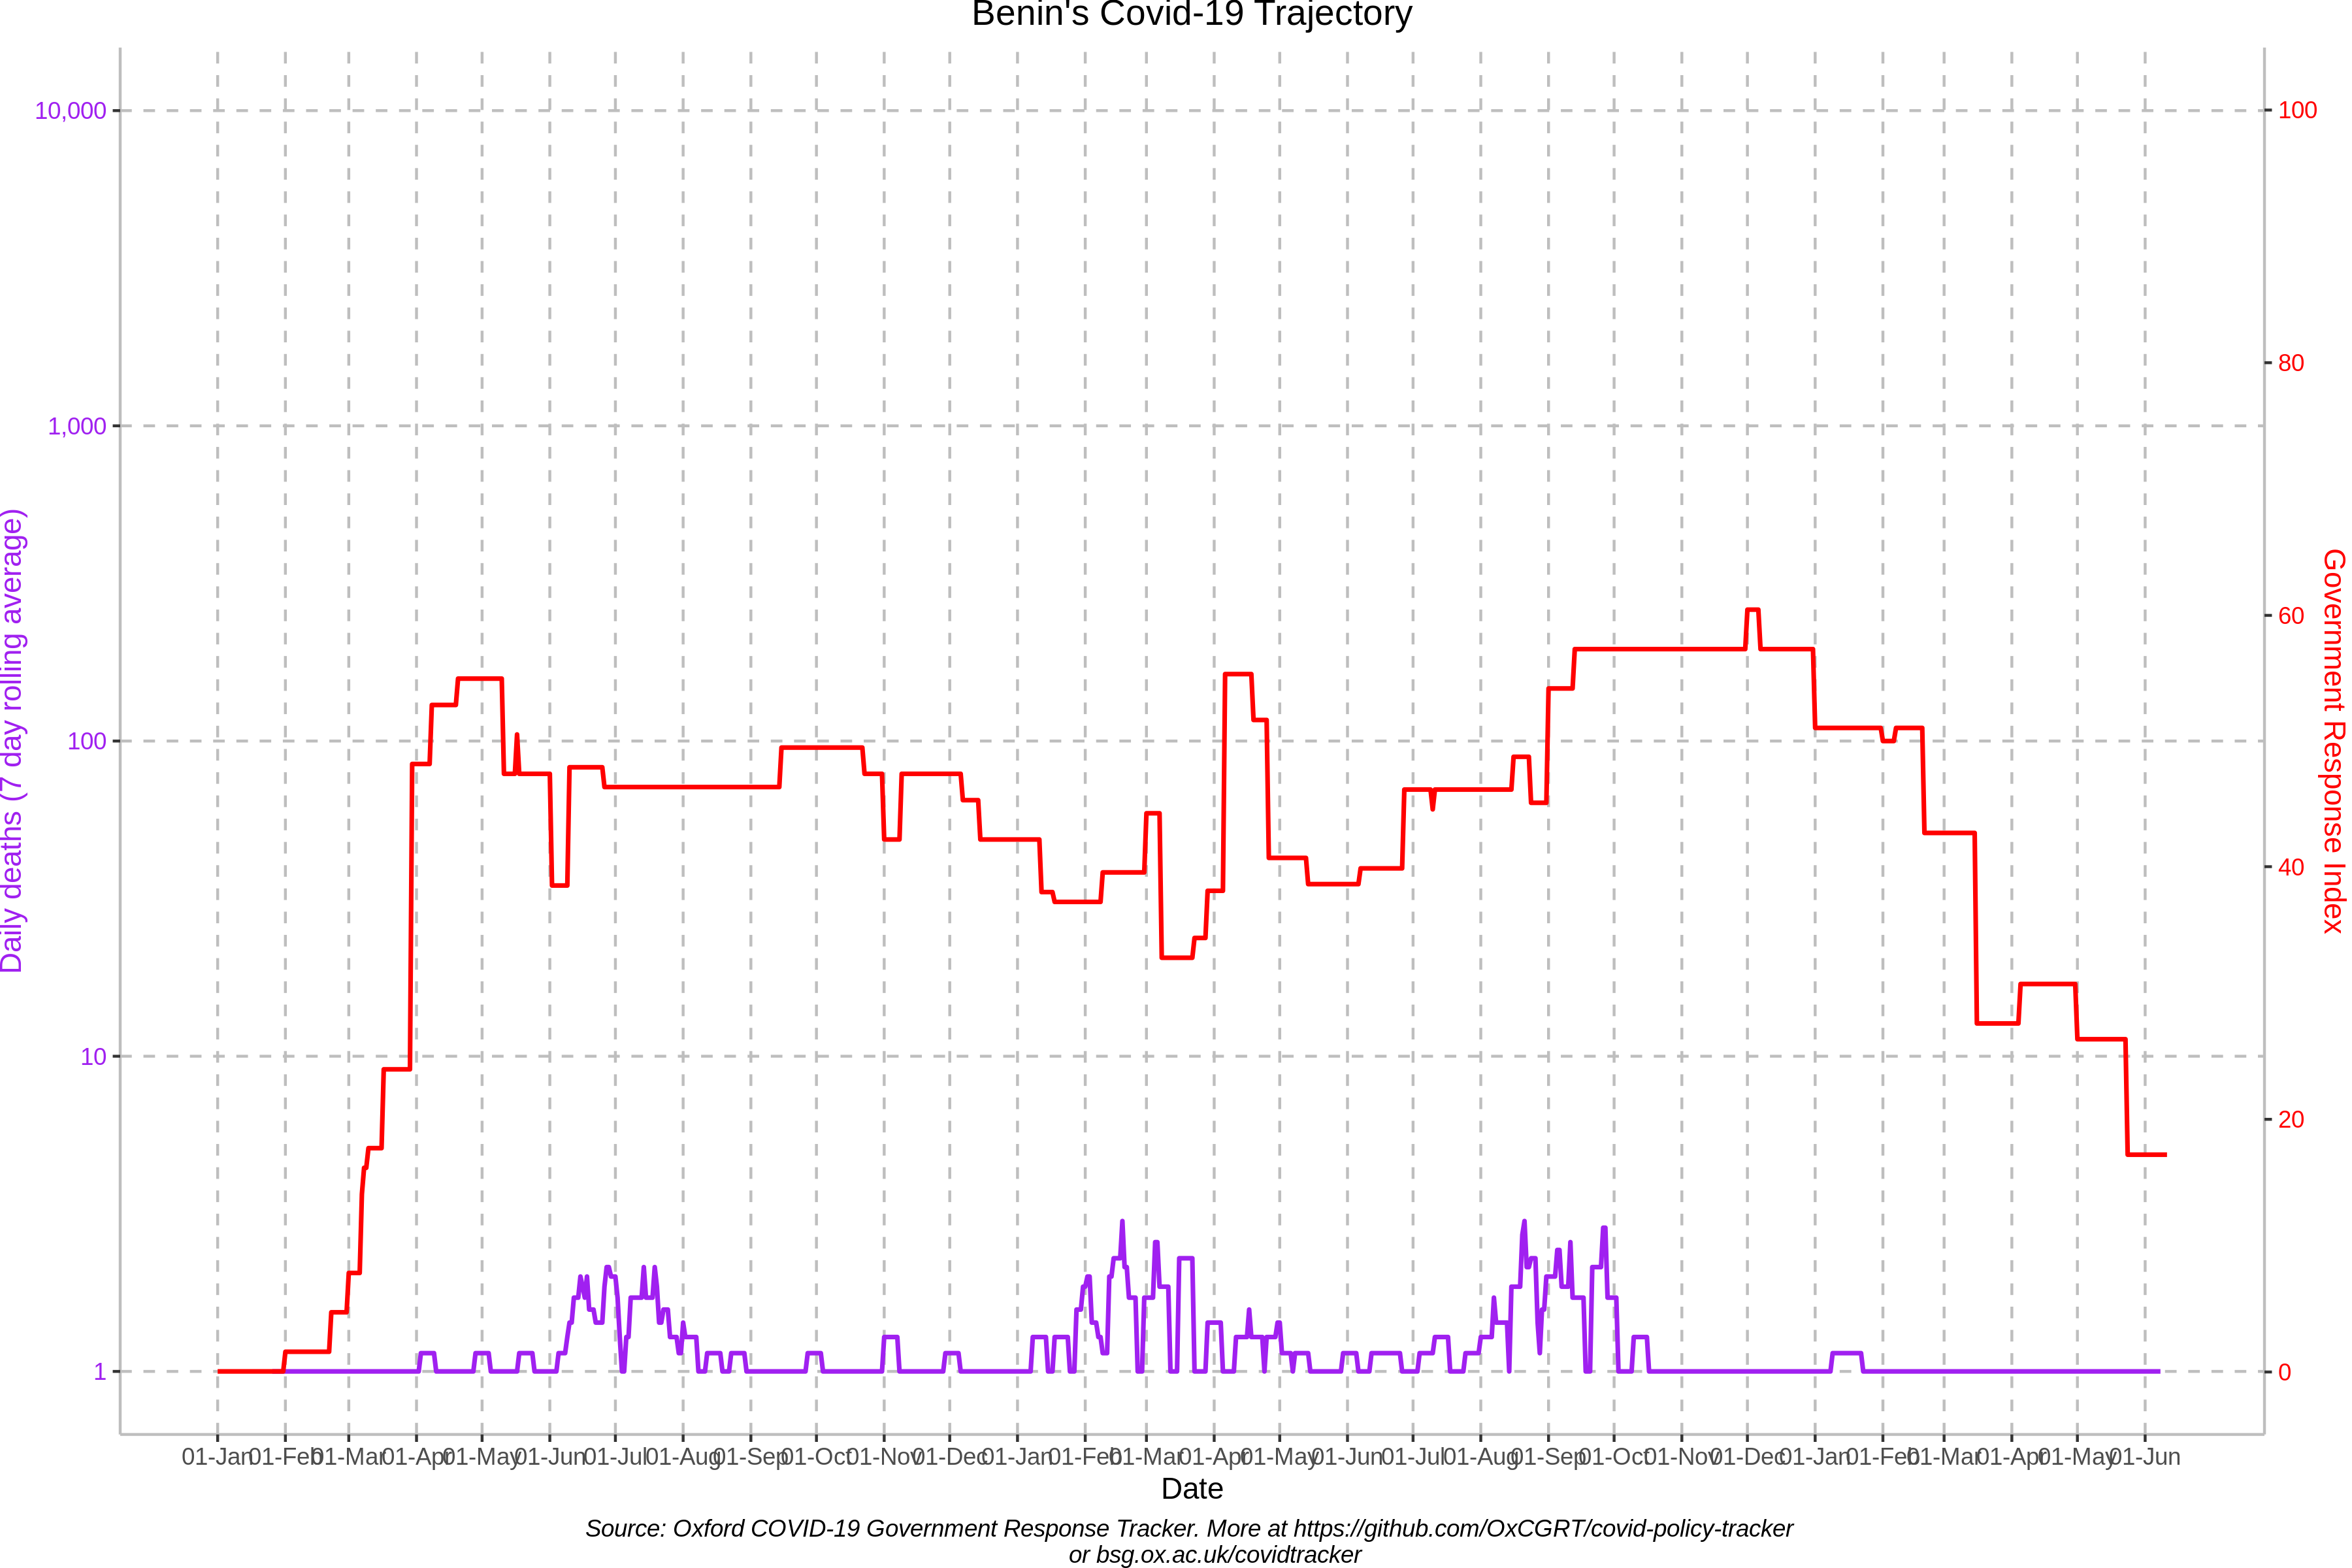 Benin's Covid-19 Trajectory
10,000
1,000
100
10
1
Daily deaths (7 day rolling average)
100
80
60
40
20
0
Government Response Index
01-Jan 01-Feb 01-Mar 01-Apr 01-May 01-Jun 01-Jul 01-Aug 01-Sep 01-Oct 01-Nov 01-Dec 01-Jan 01-Feb 01-Mar 01-Apr 01-May 01-Jun 01-Jul 01-Aug 01-Sep 01-Oct 01-Nov 01-Dec 01-Jan 01-Feb 01-Mar 01-Apr 01-May 01-Jun
Date
Source: Oxford COVID-19 Government Response Tracker. More at https://github.com/OxCGRT/covid-policy-tracker
or bsg.ox.ac.uk/covidtracker